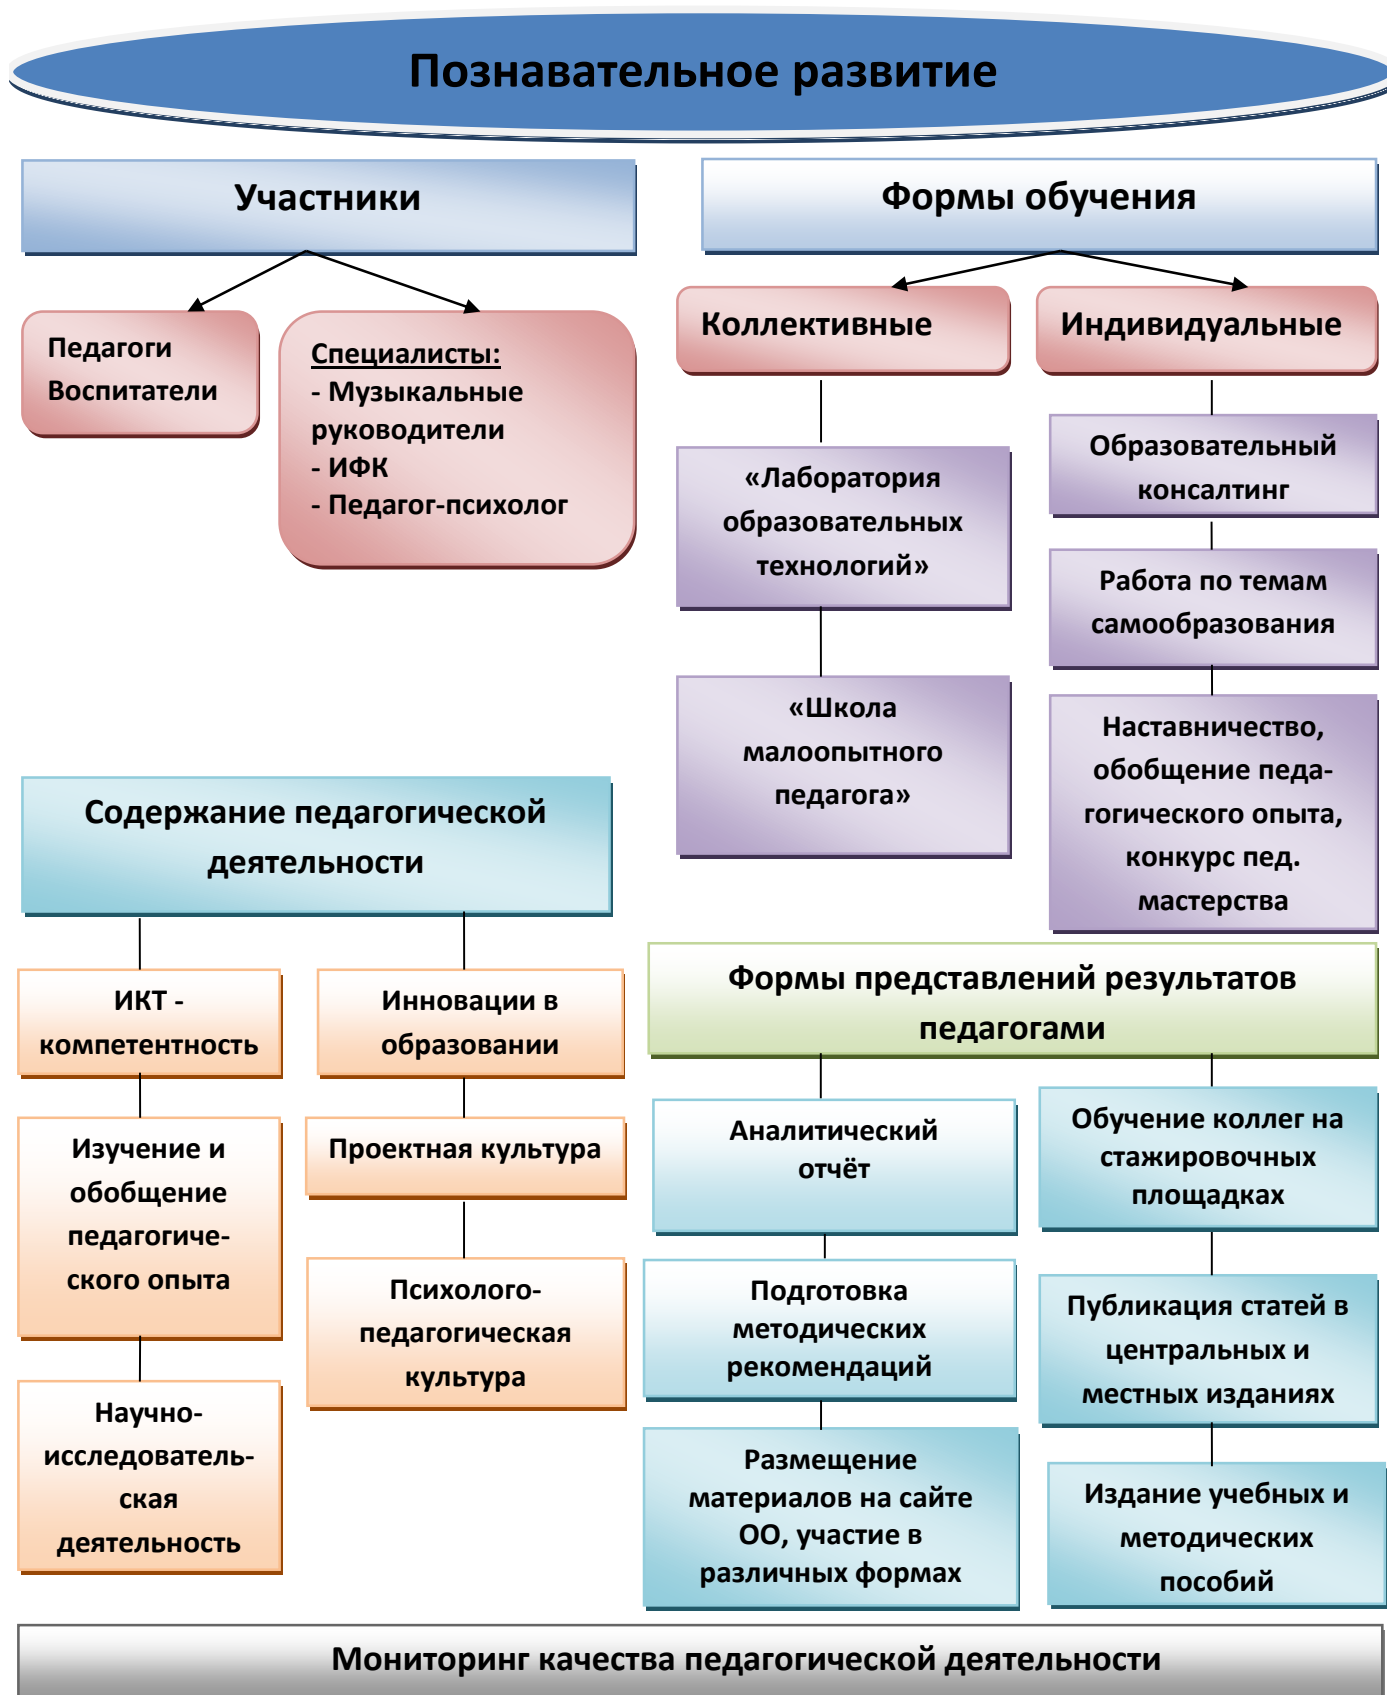 Познавательное развитие
Участники
Педагоги
Воспитатели
Специалисты:
- Музыкальные
руководители
- ИФК
- Педагог-психолог
Формы обучения
Коллективные
«Лаборатория
образовательных
технологий»
«Школа
малоопытного
педагога»
Индивидуальные
Образовательный
консалтинг
Работа по темам
самообразования
Наставничество,
обобщение педа-
гогического опыта,
конкурс пед.
мастерства
Содержание педагогической
деятельности
ИКТ -
компетентность
Изучение и
обобщение
педагогиче-
ского опыта
Научно-
исследователь-
ская
деятельность
Инновации в
образовании
Проектная культура
Психолого-
педагогическая
культура
Формы представлений результатов
педагогами
Аналитический
отчёт
Подготовка
методических
рекомендаций
Размещение
материалов на сайте
ОО, участие в
различных формах
Обучение коллег на
стажировочных
площадках
Публикация статей в
центральных и
местных изданиях
Издание учебных и
методических
пособий
Мониторинг качества педагогической деятельности